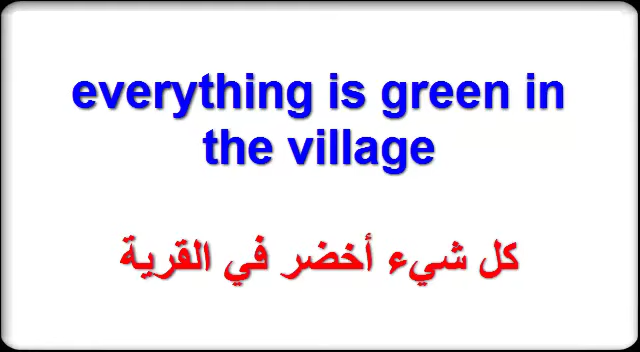 everything is green in
the village
كل شيء أخضر في القرية